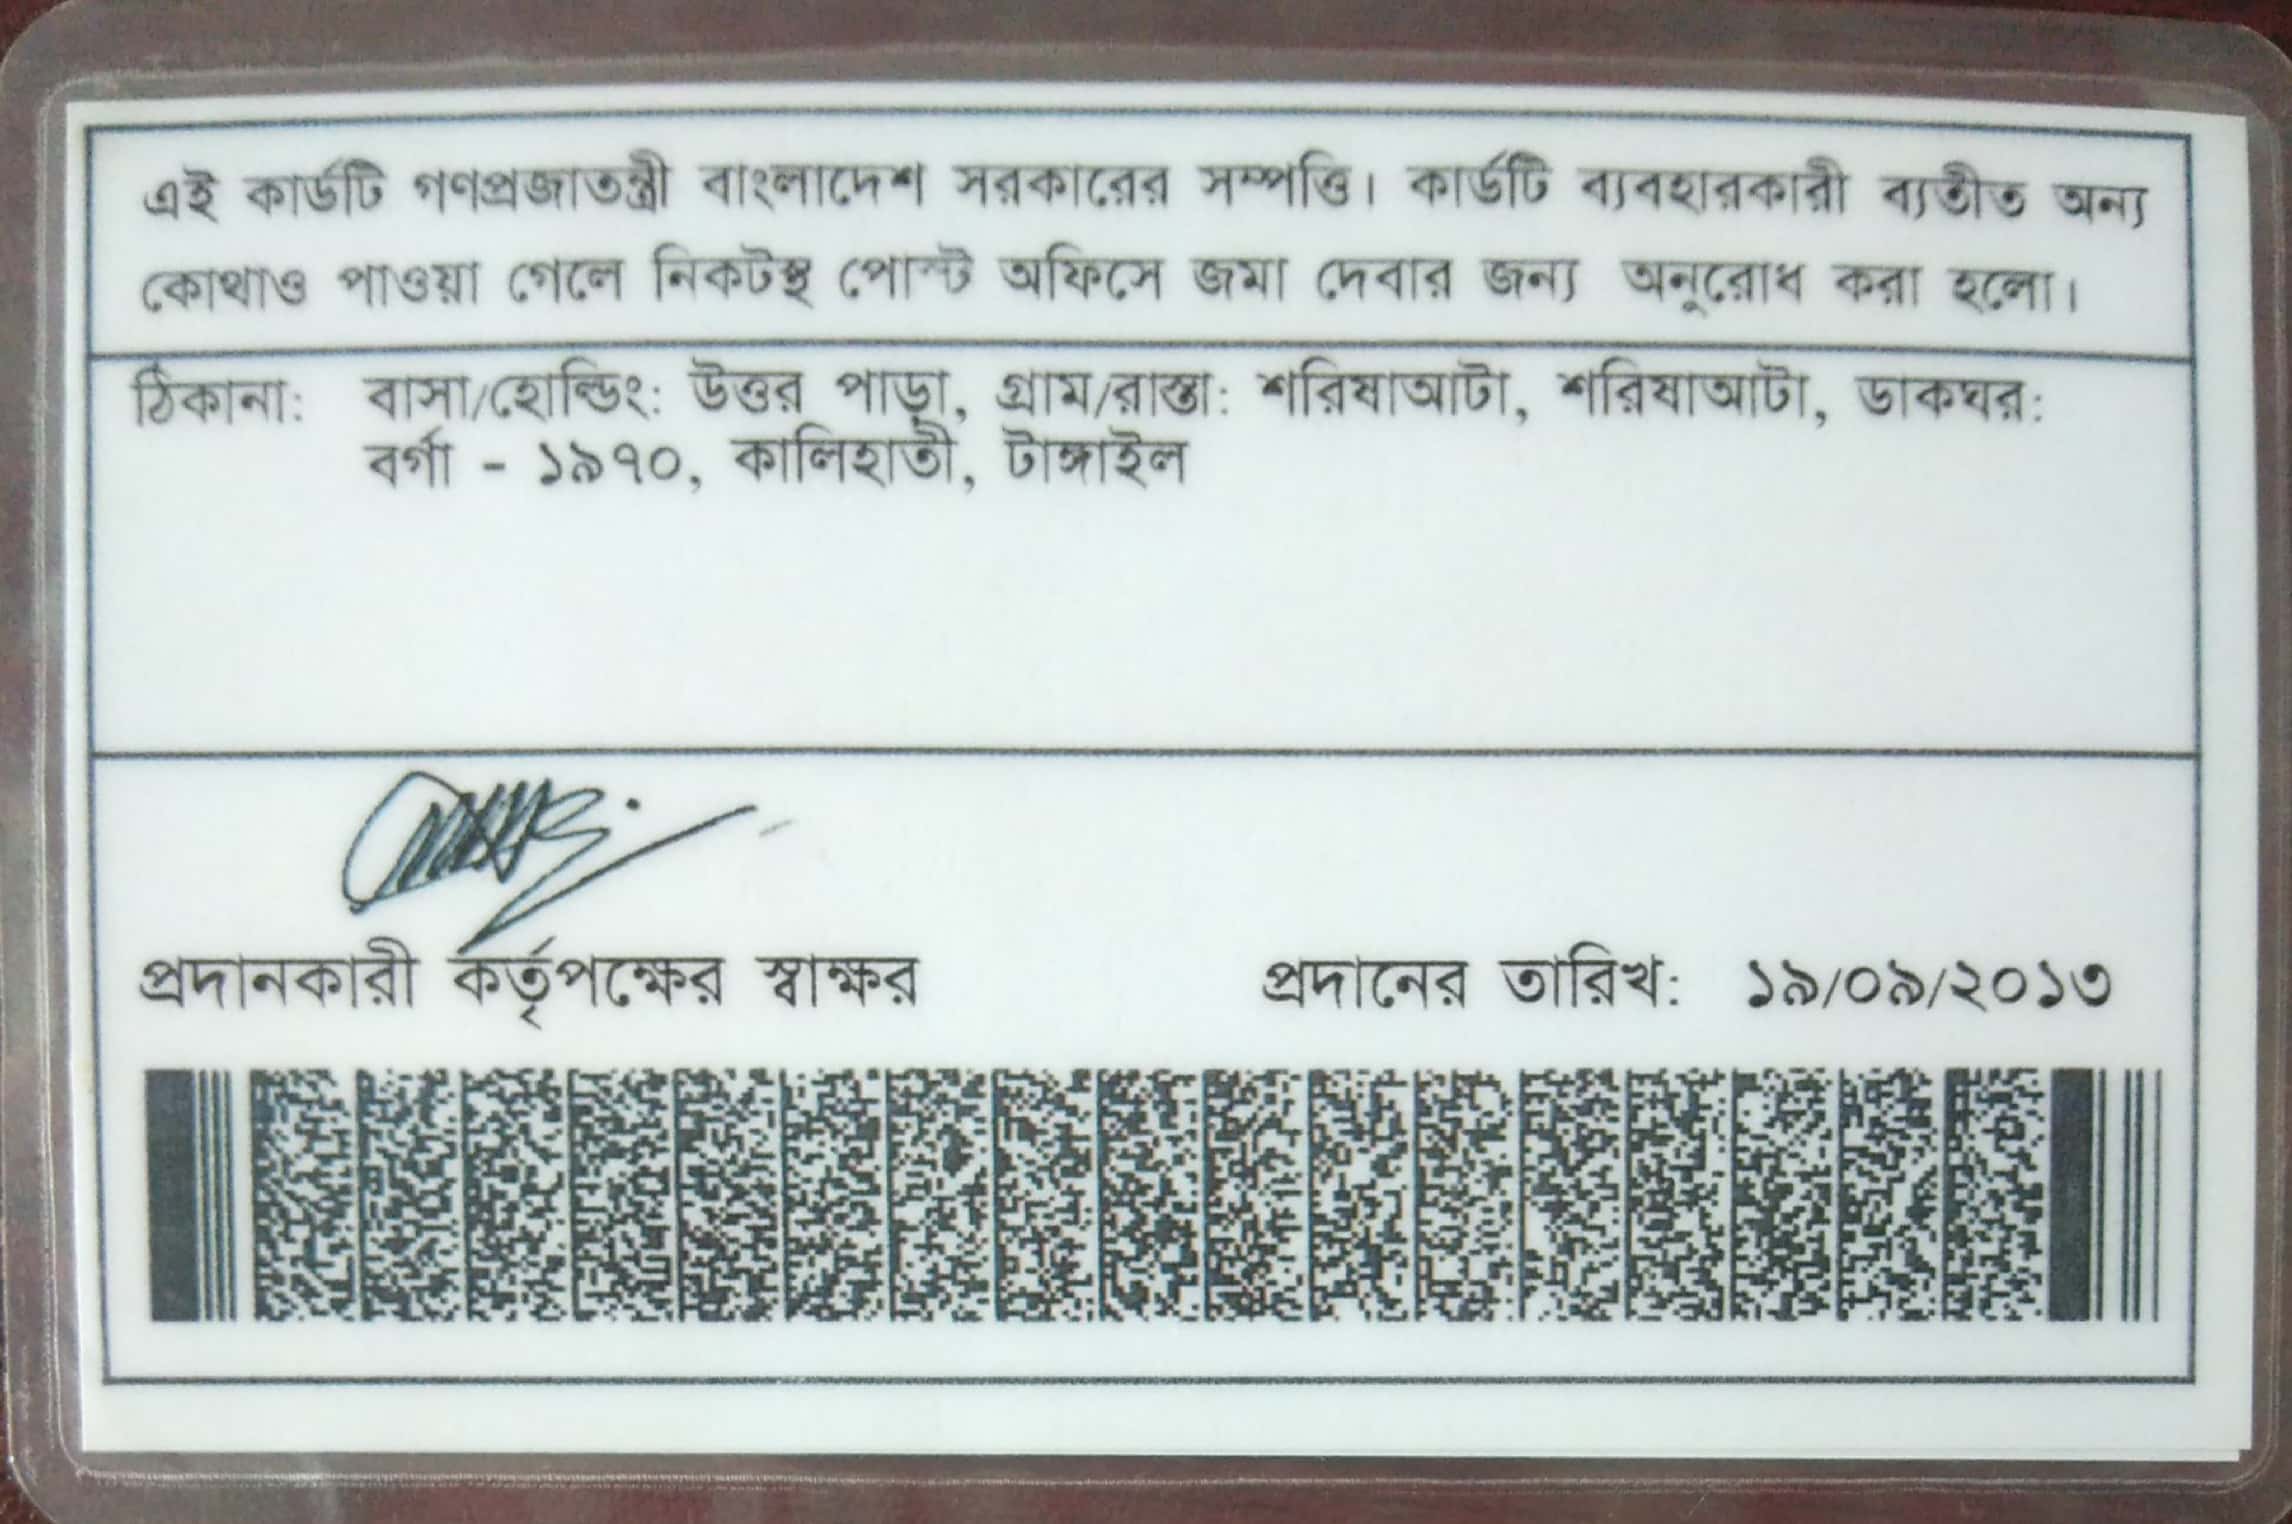 এই কার্ডটি গণপ্রজাতন্ত্রী বাংলাদেশ সরকারের সম্পত্তি। কার্ডটি ব্যবহারকারী ব্যতীত অন্য
কোথাও পাওয়া গেলে নিকটস্থ পোস্ট অফিসে জমা দেবার জন্য অনুরোধ করা হলো।
ঠিকানা: বাসা/হোল্ডিং: উত্তর পাড়া, গ্রাম/রাস্তা: শরিষাআটা, শরিষাআটা, ডাকঘর:
বর্গা - ১৯৭০, কালিহাতী, টাঙ্গাইল
প্রদানকারী কর্তৃপক্ষের স্বাক্ষর প্রদানের তারিখ: ১৯/০৯/২০১৩